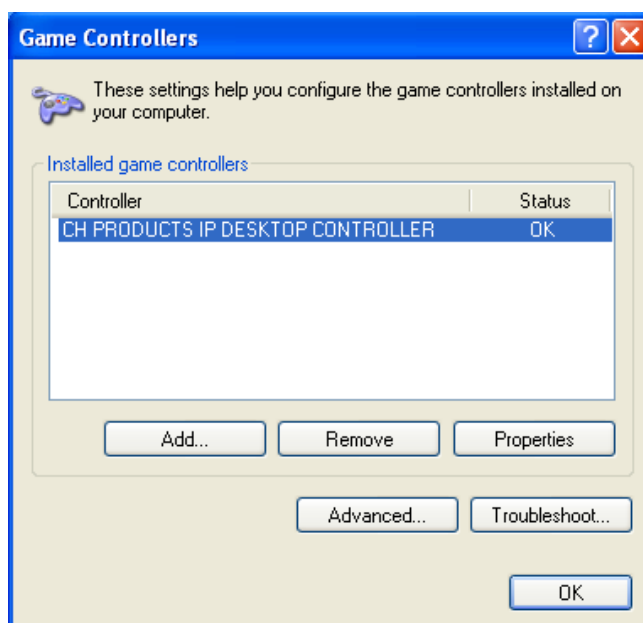 Game Controllers
These settings help you configure the game controllers installed on
your computer.
Installed game controllers
Controller Status
CH PRODUCTS IP DESKTOP CONTROLLER OK
Add... Remove Properties
Advanced... Troubleshoot...
OK